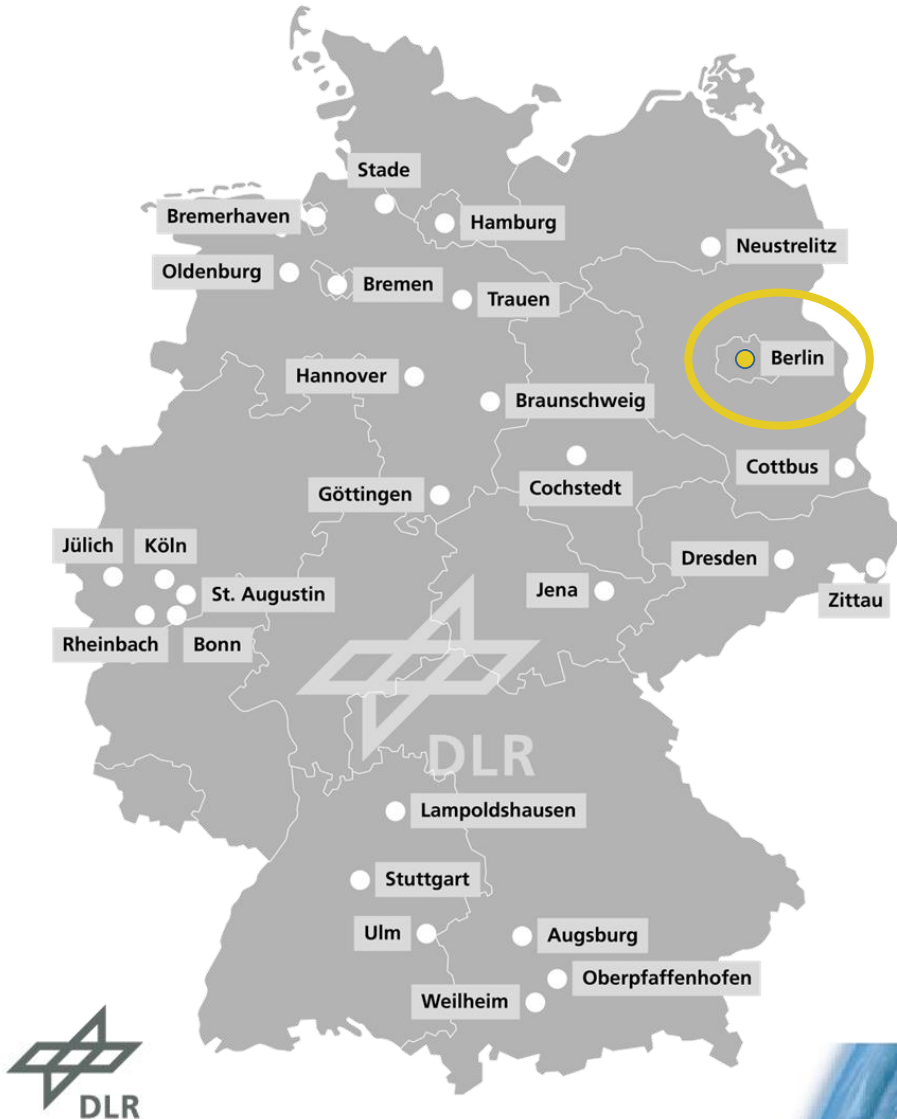 Stade
Bremerhaven
Hamburg
Neustrelitz
Oldenburg
Bremen
Trauen
Berlin
Hannover
Braunschweig
Cottbus
Cochstedt
Göttingen
Jülich
Köln
Dresden
St. Augustin
Jena
Zittau
Rheinbach
Bonn
DLR
Lampoldshausen
Stuttgart
Ulm
Augsburg
Oberpfaffenhofen
Weilheim
DLR